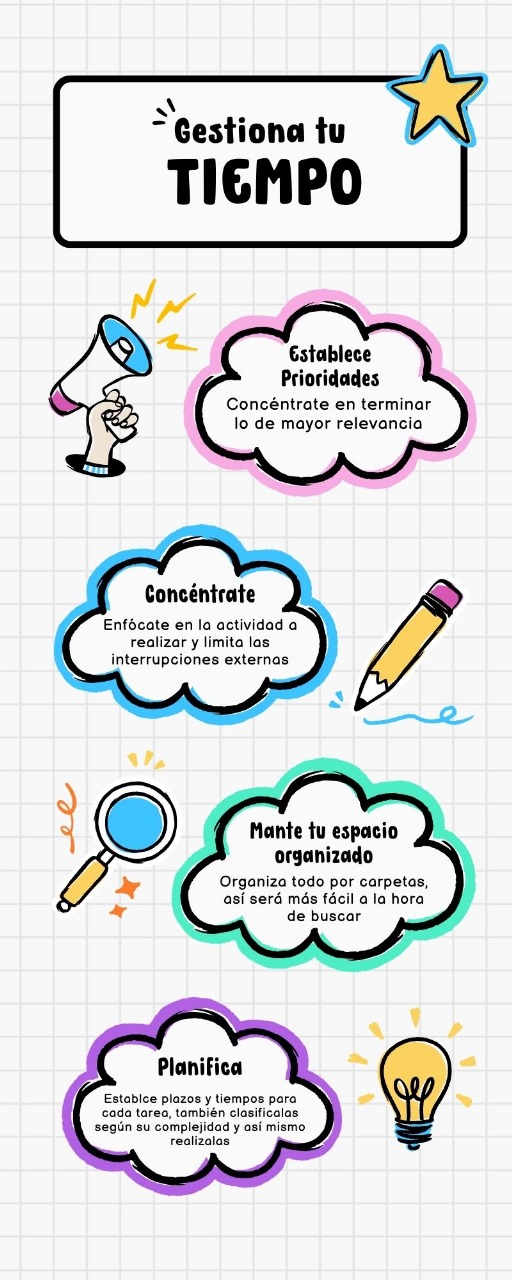 Gestiona tu
TIEMPO
Establece
Prioridades
Concéntrate en terminar
lo de mayor relevancia
Concéntrate
Enfócate en la actividad a
realizar y limita las
interrupciones externas
Mante tu espacio
organizado
Organiza todo por carpetas,
así será más fácil a la hora
de buscar
Planifica
Establce plazos y tiempos para
cada tarea, también clasificalas
según su complejidad y así mismo
realizalas